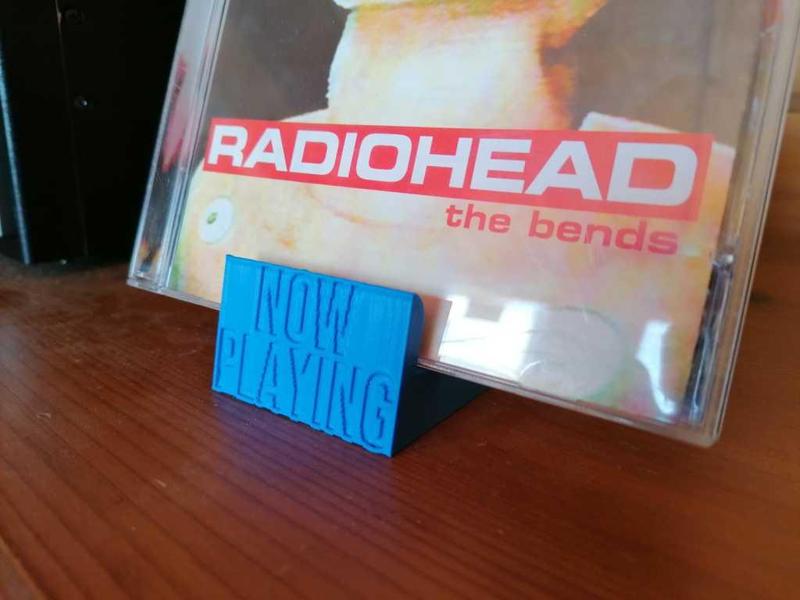 RADIOHEAD
the bends
NOW
PLAYING